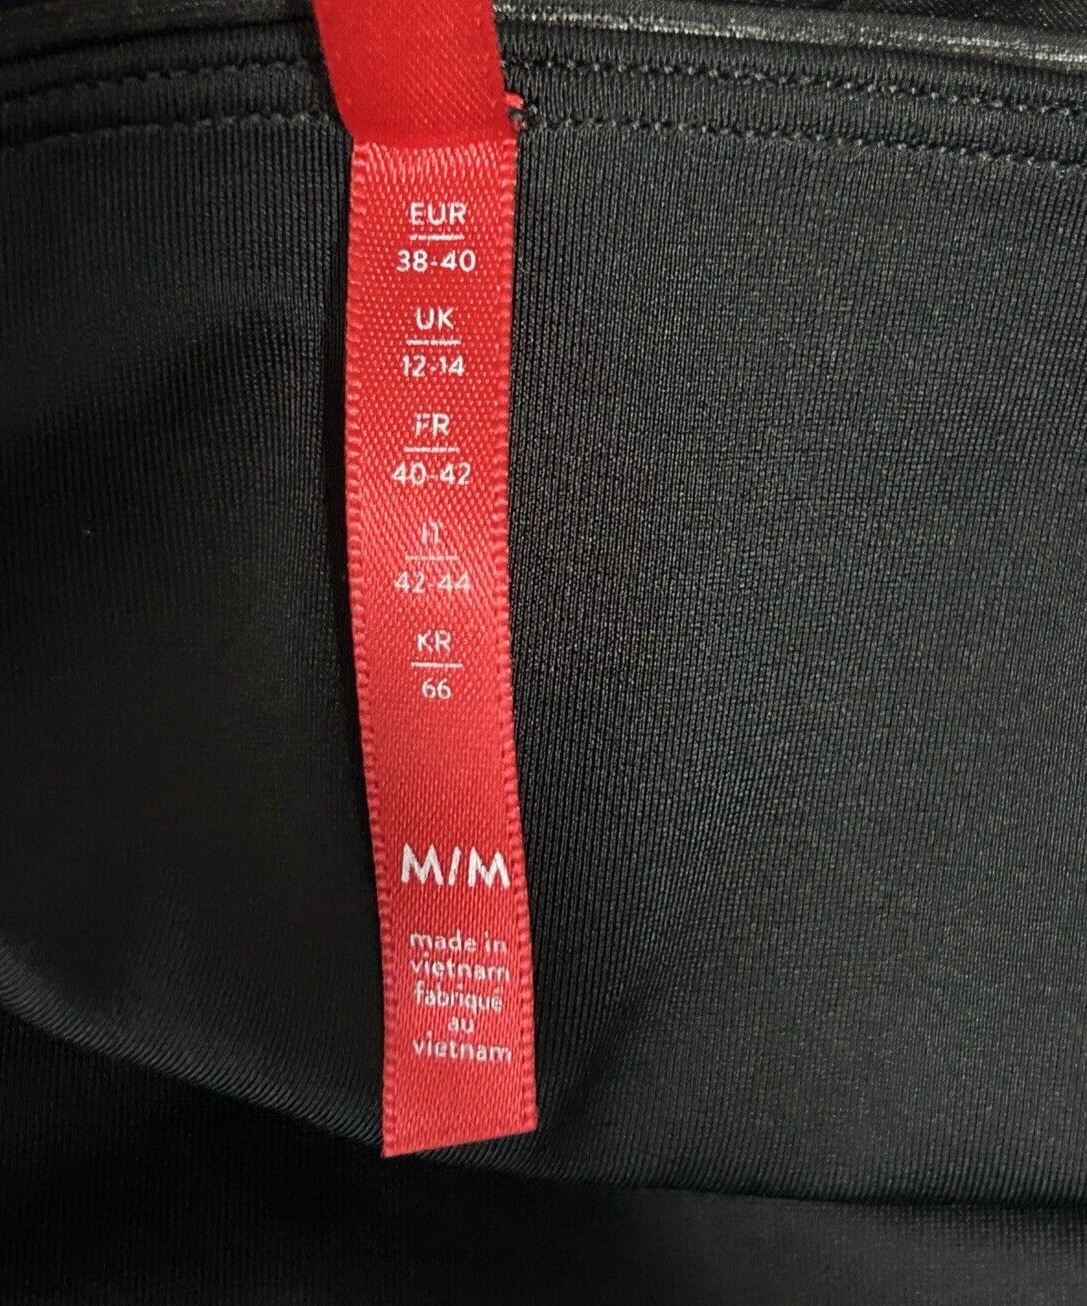 EUR
38-40
UK
12-14
FR
40-42
IT
42-44
KR
66
M/M
made in
vietnam
fabriqué
au
vietnam